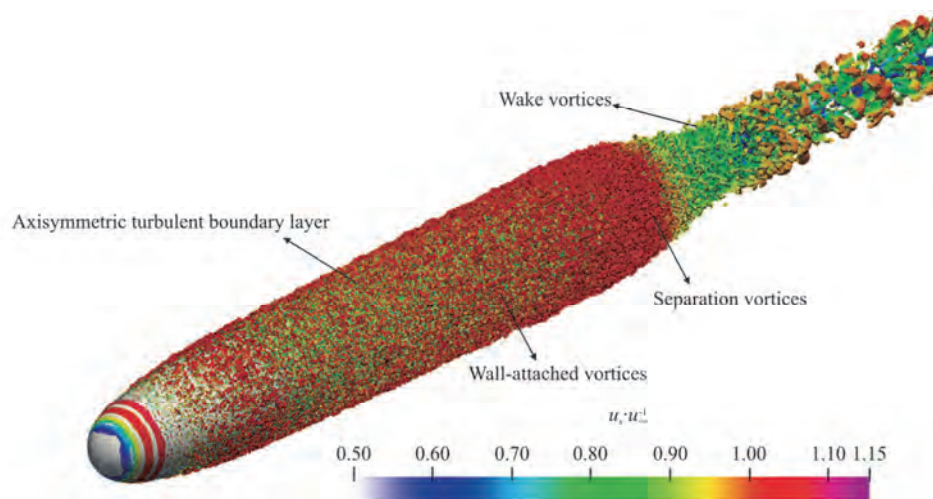 Wake vortices
Axisymmetric turbulent boundary layer
Separation vortices
Wall-attached vortices
0.50 0.60 0.70 0.80 0.90 1.00 1.10 1.15